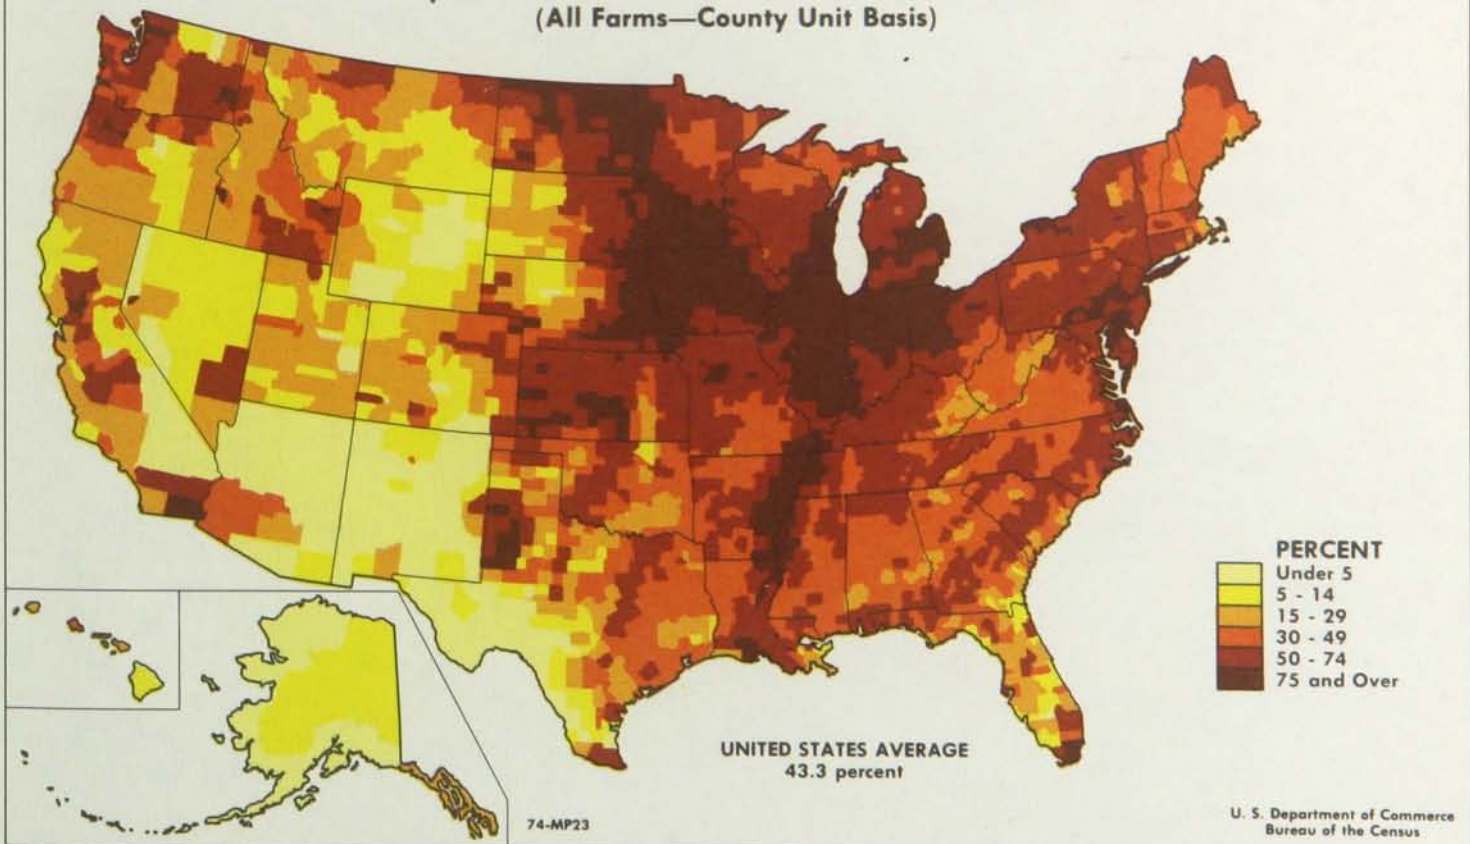 (All Farms—County Unit Basis)
PERCENT
Under 5
5 - 14
15 - 29
30 - 49
50 - 74
75 and Over
UNITED STATES AVERAGE
43.3 percent
74-MP23
U. S. Department of Commerce
Bureau of the Census